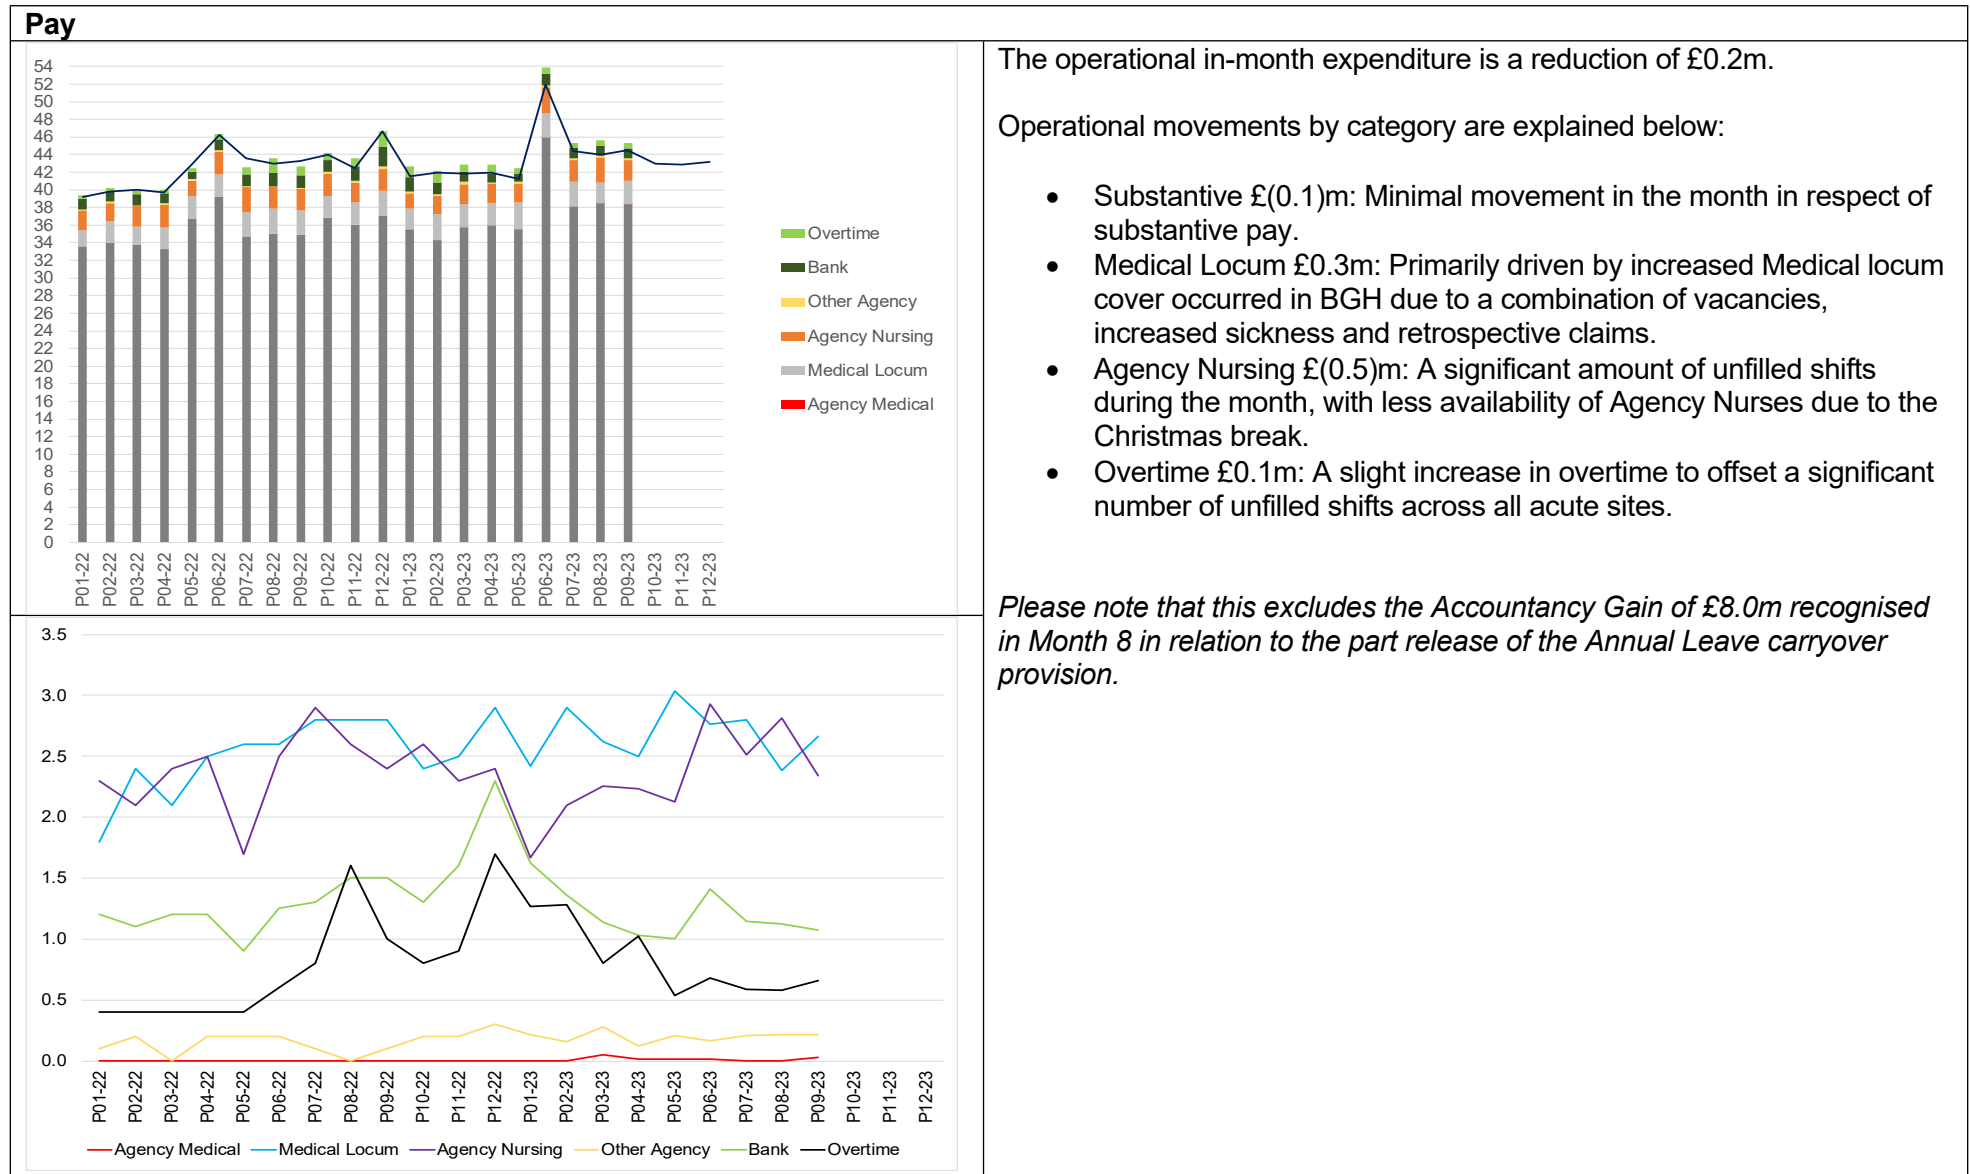 Pay
54
52
50
48
46
44
42
40
38
36
34
32
30
28
26
24
22
20
18
16
14
12
10
8
6
4
2
0
P01-22
P02-22
P03-22
P04-22
P05-22
P06-22
P07-22
P08-22
P09-22
P10-22
P11-22
P12-22
P01-23
P02-23
P03-23
P04-23
P05-23
P06-23
P07-23
P08-23
P09-23
P10-23
P11-23
P12-23
Overtime
Bank
Other Agency
Agency Nursing
Medical Locum
Agency Medical
The operational in-month expenditure is a reduction of £0.2m.
Operational movements by category are explained below:
• Substantive £(0.1)m: Minimal movement in the month in respect of
substantive pay.
• Medical Locum £0.3m: Primarily driven by increased Medical locum
cover occurred in BGH due to a combination of vacancies,
increased sickness and retrospective claims.
• Agency Nursing £(0.5)m: A significant amount of unfilled shifts
during the month, with less availability of Agency Nurses due to the
Christmas break.
• Overtime £0.1m: A slight increase in overtime to offset a significant
number of unfilled shifts across all acute sites.
Please note that this excludes the Accountancy Gain of £8.0m recognised
in Month 8 in relation to the part release of the Annual Leave carryover
provision.
3.5
3.0
2.5
2.0
1.5
1.0
0.5
0.0
P01-22
P02-22
P03-22
P04-22
P05-22
P06-22
P07-22
P08-22
P09-22
P10-22
P11-22
P12-22
P01-23
P02-23
P03-23
P04-23
P05-23
P06-23
P07-23
P08-23
P09-23
P10-23
P11-23
P12-23
Agency Medical Medical Locum Agency Nursing Other Agency Bank Overtime